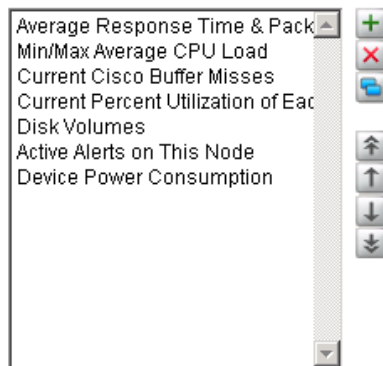 Average Response Time & Pack
Min/Max Average CPU Load
Current Cisco Buffer Misses
Current Percent Utilization of Eac
Disk Volumes
Active Alerts on This Node
Device Power Consumption